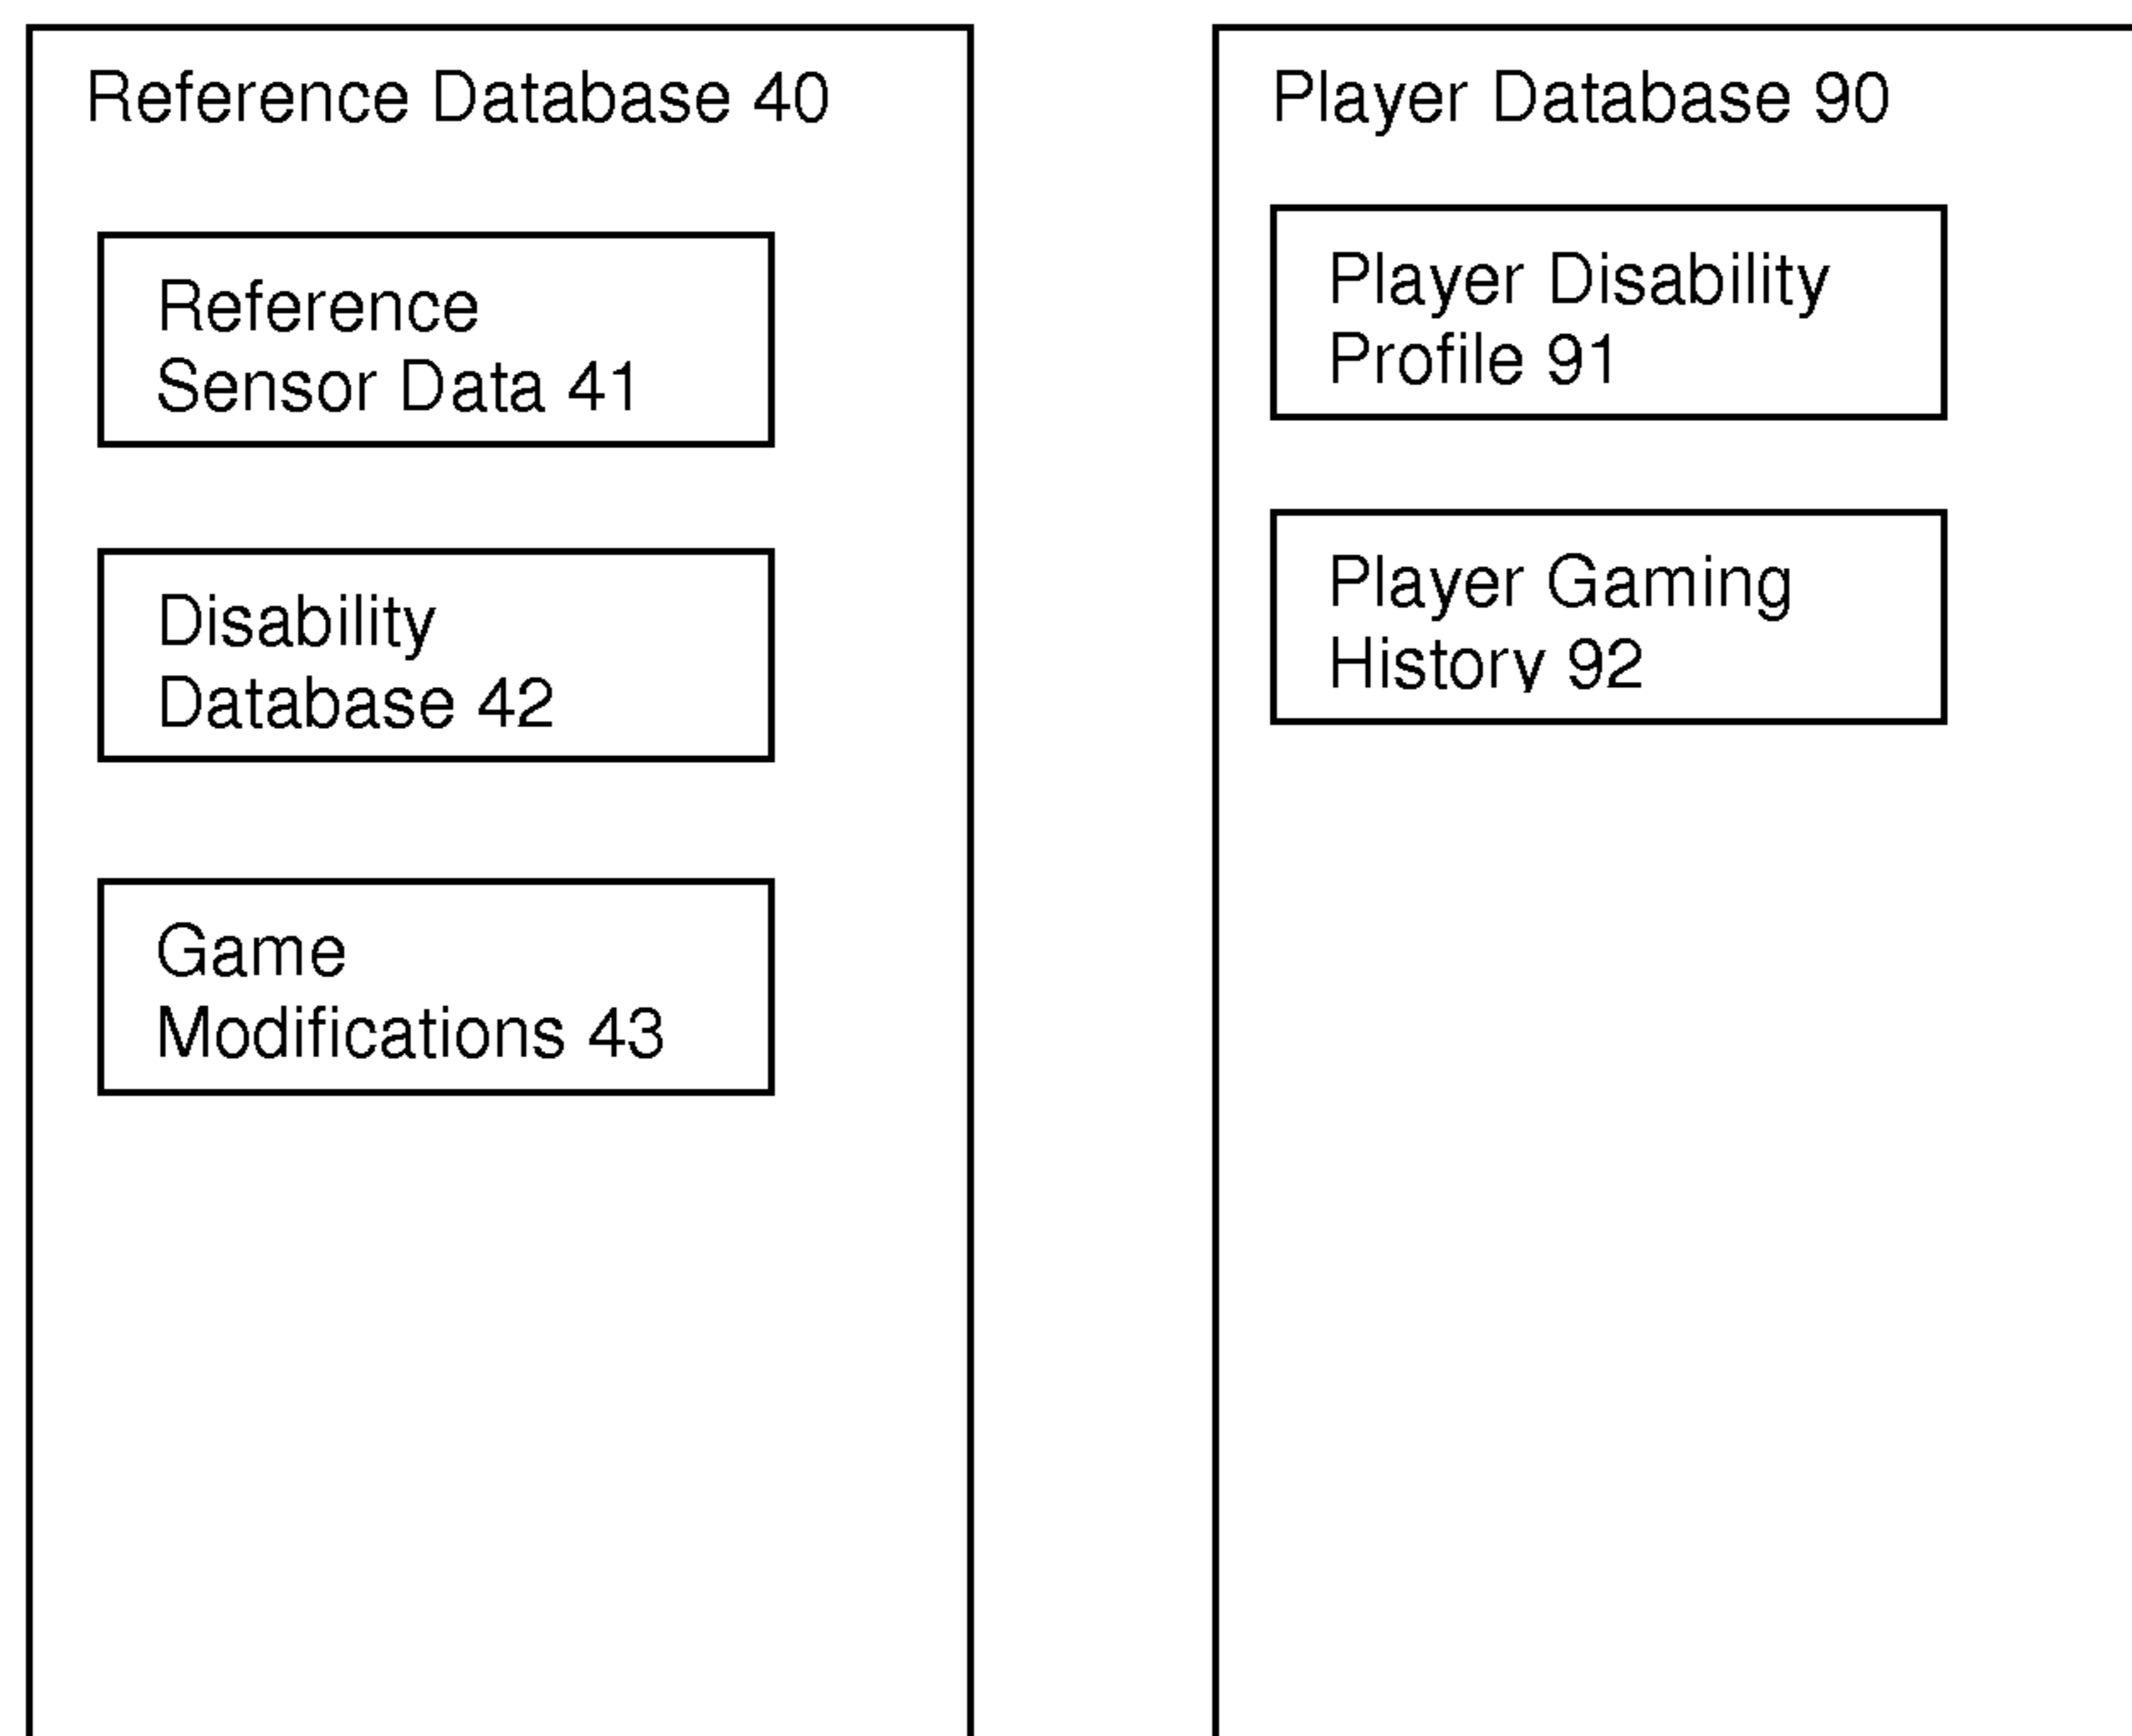 Reference Database 40
Reference
Sensor Data 41
Disability
Database 42
Game
Modifications 43
Player Database 90
Player Disability
Profile 91
Player Gaming
History 92